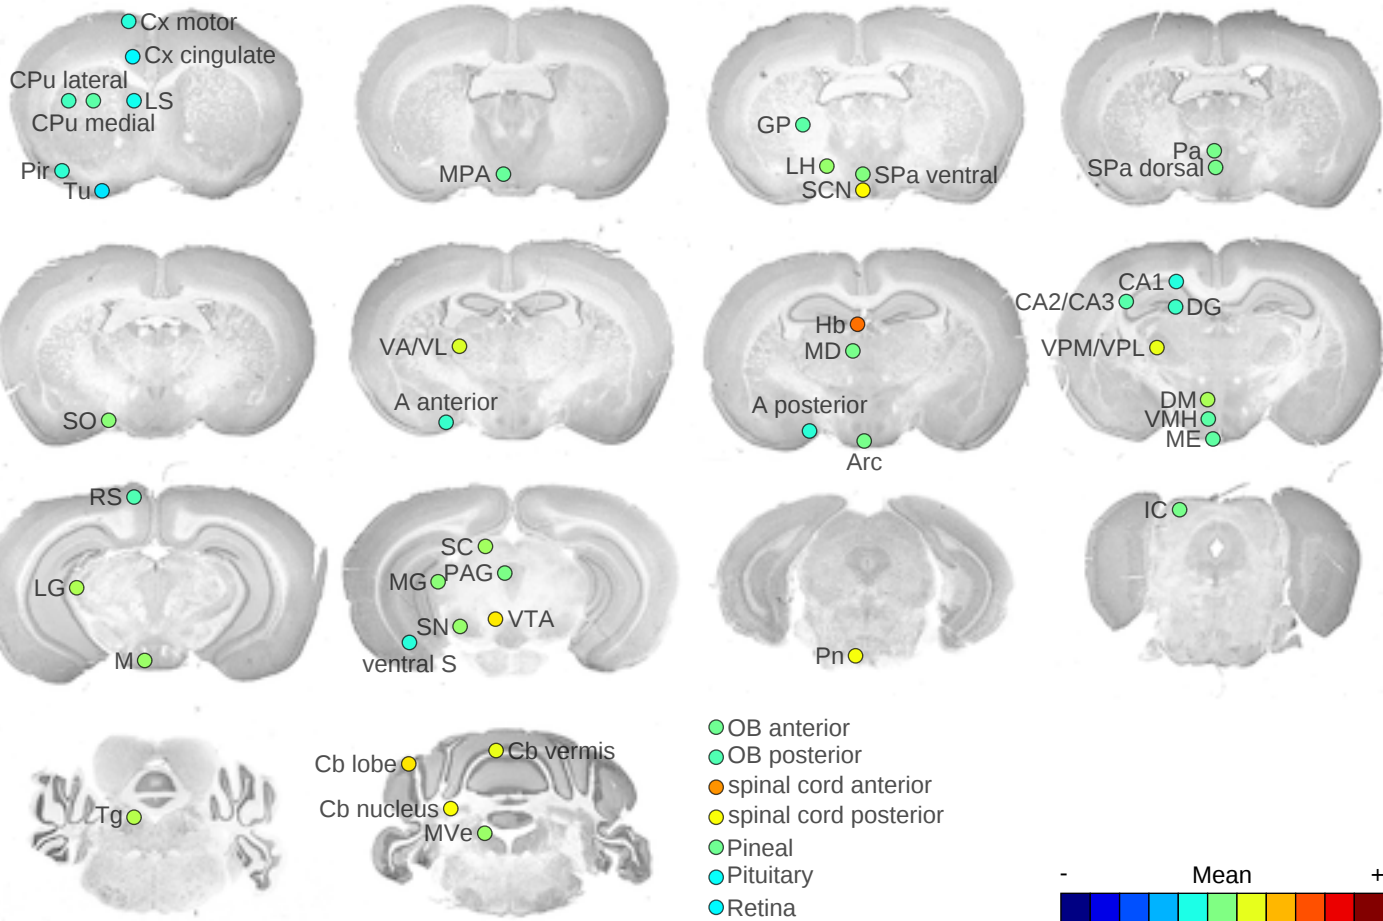 Cx motor
Cx cingulate
CPu lateral
LS
CPu medial
Pir
Tu
MPA
GP
LH
SPa ventral
SCN
Pa
SPa dorsal
SO
VA/VL
A anterior
Hb
MD
A posterior
Arc
CA1
CA2/CA3
DG
VPM/VPL
DM
VMH
ME
RS
LG
M
SC
MG
PAG
SN
VTA
ventral S
Pn
IC
Tg
Cb lobe
Cb vermis
Cb nucleus
MVe
OB anterior
OB posterior
spinal cord anterior
spinal cord posterior
Pineal
Pituitary
Retina
- Mean +